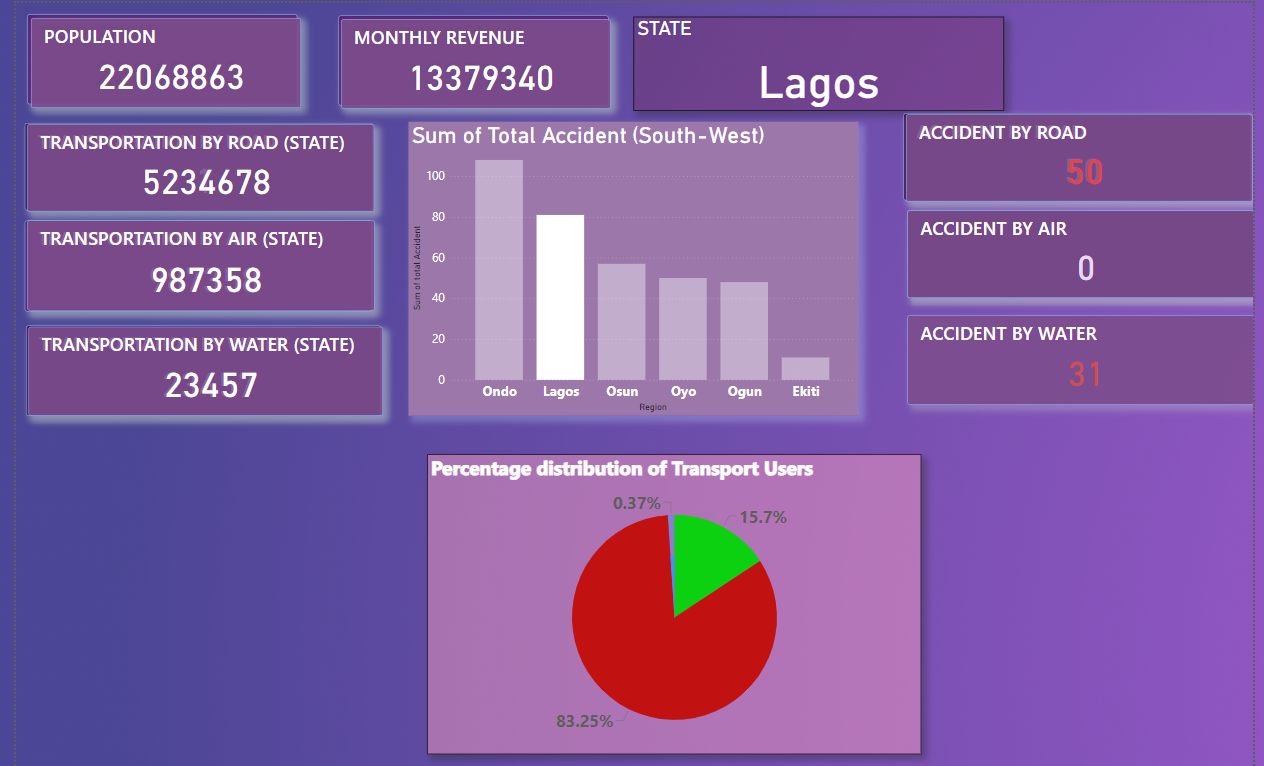 POPULATION
22068863
MONTHLY REVENUE
13379340
STATE
Lagos
TRANSPORTATION BY ROAD (STATE)
5234678
TRANSPORTATION BY AIR (STATE)
987358
TRANSPORTATION BY WATER (STATE)
23457
Sum of Total Accident (South-West)
Sum of total Accident
100
80
60
40
20
0
Ondo Lagos Osun Oyo Ogun Ekiti
Region
ACCIDENT BY ROAD
50
ACCIDENT BY AIR
0
ACCIDENT BY WATER
31
Percentage distribution of Transport Users
0.37%
15.7%
83.25%